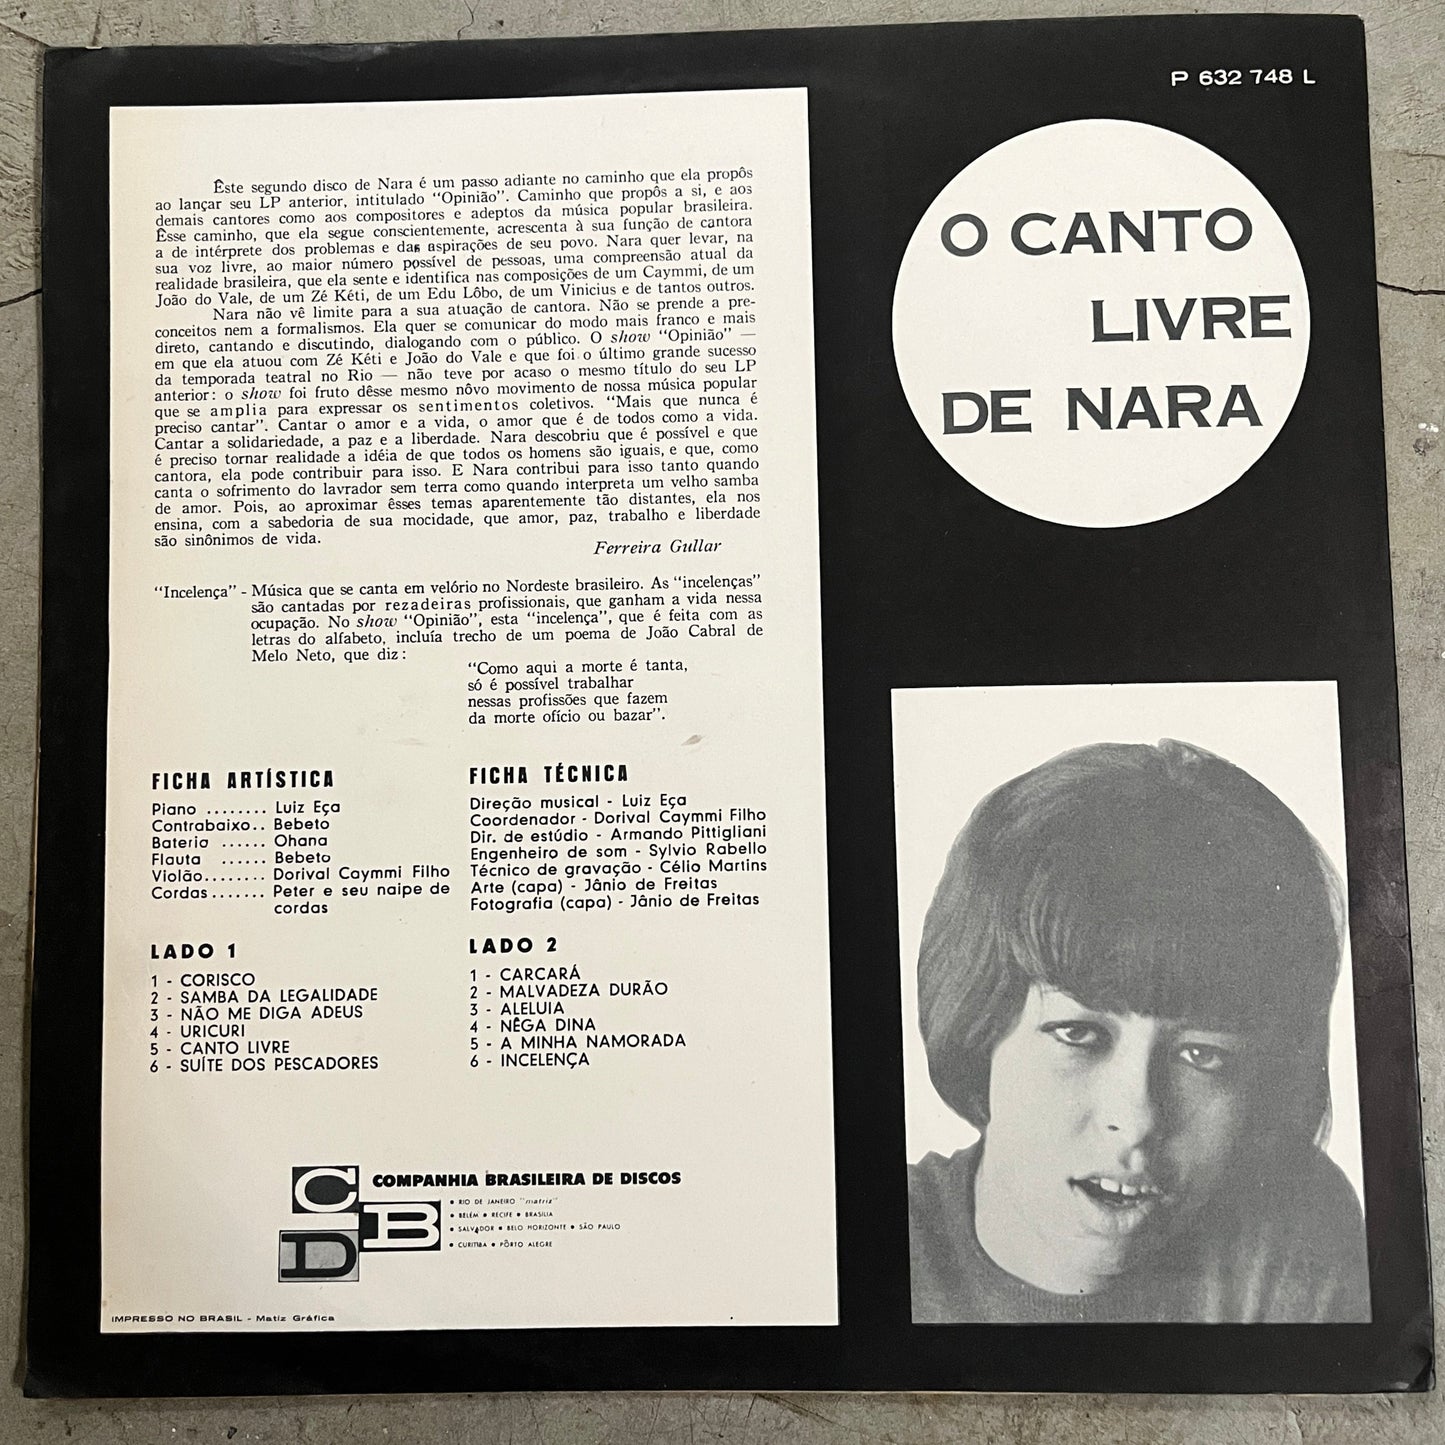 P 632 748 L
O CANTO
LIVRE
DE NARA
Êste segundo disco de Nara é um passo adiante no caminho que ela propôs
ao lançar seu LP anterior, intitulado “Opinião”. Caminho que propôs a si, e aos
demais cantores como aos compositores e adeptos da música popular brasileira.
Êsse caminho, que ela segue conscientemente, acrescenta à sua função de cantora
a de intérprete dos problemas e das aspirações de seu povo. Nara quer levar, na
sua voz livre, ao maior número possível de pessoas, uma compreensão atual da
realidade brasileira, que ela sente e identifica nas composições de um Caymmi, de um
João do Vale, de um Zé Kéti, de um Edu Lôbo, de um Vinicius e de tantos outros.
Nara não vê limite para a sua atuação de cantora. Não se prende a pre-
conceitos nem a formalismos. Ela quer se comunicar do modo mais franco e mais
direto, cantando e discutindo, dialogando com o público. O show “Opinião” —
em que ela atuou com Zé Kéti e João do Vale e que foi o último grande sucesso
da temporada teatral no Rio — não teve por acaso o mesmo título do seu LP
anterior: o show foi fruto dêsse mesmo nôvo movimento de nossa música popular
que se amplia para expressar os sentimentos coletivos. “Mais que nunca é
preciso cantar”. Cantar o amor e a vida, o amor que é de todos como a vida.
Cantar a solidariedade, a paz e a liberdade. Nara descobriu que é possível e que
é preciso tornar realidade a idéia de que todos os homens são iguais, e que, como
cantora, ela pode contribuir para isso. E Nara contribui para isso tanto quando
canta o sofrimento do lavrador sem terra como quando interpreta um velho samba
de amor. Pois, ao aproximar êsses temas aparentemente tão distantes, ela nos
ensina, com a sabedoria de sua mocidade, que amor, paz, trabalho e liberdade
são sinônimos de vida.
Ferreira Gullar
“Incelença” - Música que se canta em velório no Nordeste brasileiro. As “incelenças”
são cantadas por rezadeiras profissionais, que ganham a vida nessa
ocupação. No show “Opinião”, esta “incelença”, que é feita com as
letras do alfabeto, incluía trecho de um poema de João Cabral de
Melo Neto, que diz:
“Como aqui a morte é tanta,
só é possível trabalhar
nessas profissões que fazem
da morte ofício ou bazar”.
FICHA ARTÍSTICA
Piano ........ Luiz Eça
Contrabaixo.. Bebeto
Bateria ...... Ohana
Flauta ...... Bebeto
Violão........ Dorival Caymmi Filho
Cordas....... Peter e seu naipe de
cordas
FICHA TÉCNICA
Direção musical - Luiz Eça
Coordenador - Dorival Caymmi Filho
Dir. de estúdio - Armando Pittigliani
Engenheiro de som - Sylvio Rabello
Técnico de gravação - Célio Martins
Arte (capa) - Jânio de Freitas
Fotografia (capa) - Jânio de Freitas
LADO 1
1 - CORISCO
2 - SAMBA DA LEGALIDADE
3 - NÃO ME DIGA ADEUS
4 - URICURI
5 - CANTO LIVRE
6 - SUÍTE DOS PESCADORES
LADO 2
1 - CARCARÁ
2 - MALVADEZA DURÃO
3 - ALELUIA
4 - NÊGA DINA
5 - A MINHA NAMORADA
6 - INCELENÇA
C
B
D
COMPANHIA BRASILEIRA DE DISCOS
• RIO DE JANEIRO "matriz"
• BELÉM • RECIFE • BRASILIA
• SALVADOR • BELO HORIZONTE • SÃO PAULO
• CURITIBA • PÔRTO ALEGRE
IMPRESSO NO BRASIL - Matiz Gráfica